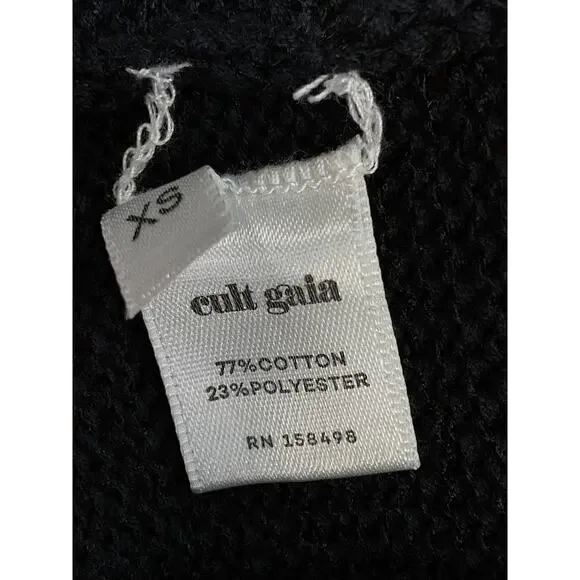 XS
cult gaia
77%COTTON
23%POLYESTER
RN 158498